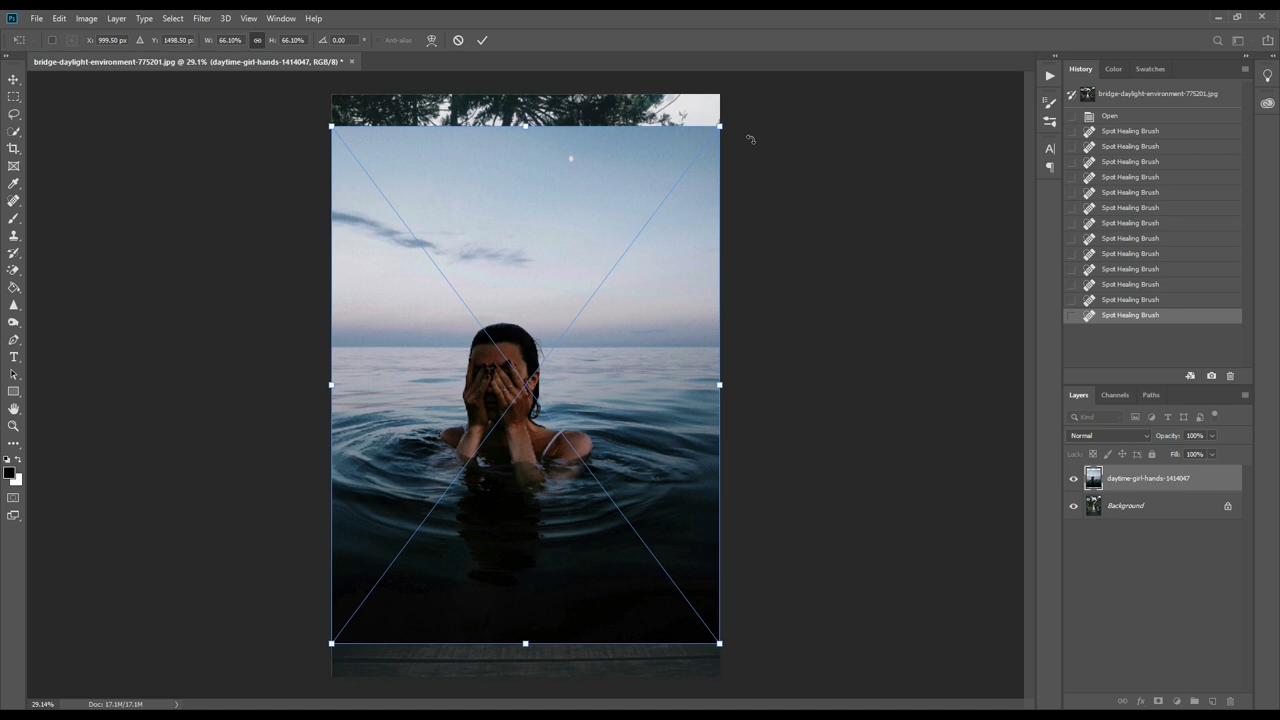 Ps File Edit Image Layer Type Select Filter 3D View Window Help
X: 999.50 px Y: 1498.50 px W: 66.10% H: 66.10% 0.00 ° Anti-alias
bridge-daylight-environment-775201.jpg @ 29.1% (daytime-girl-hands-1414047, RGB/8) * ×
History Color Swatches
bridge-daylight-environment-775201.jpg
Open
Spot Healing Brush
Spot Healing Brush
Spot Healing Brush
Spot Healing Brush
Spot Healing Brush
Spot Healing Brush
Spot Healing Brush
Spot Healing Brush
Spot Healing Brush
Spot Healing Brush
Spot Healing Brush
Spot Healing Brush
Spot Healing Brush
Layers Channels Paths
Kind
Normal Opacity: 100%
Lock: Fill: 100%
daytime-girl-hands-1414047
Background
29.14% Doc: 17.1M/17.1M